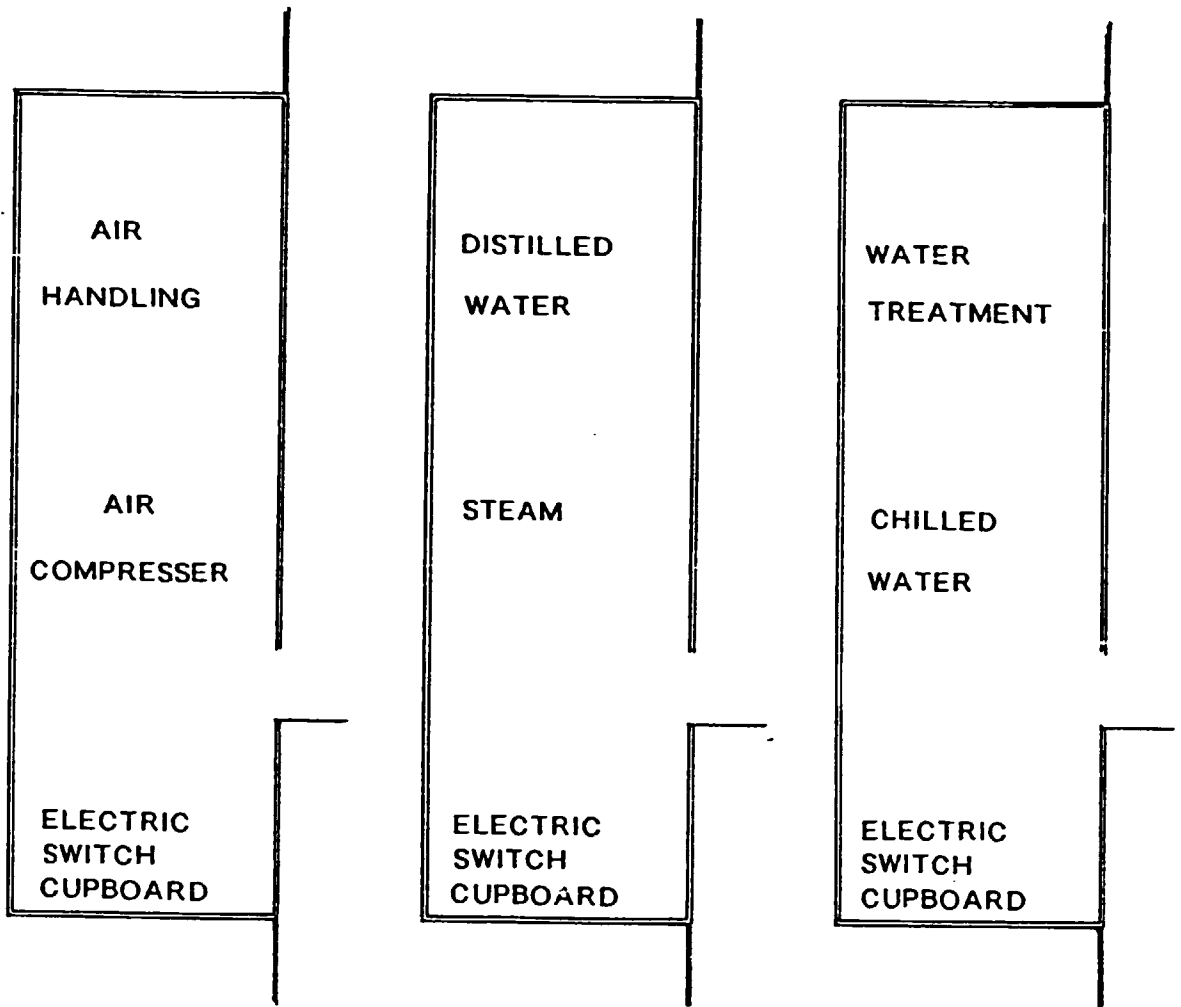 AIR
HANDLING
AIR
COMPRESSER
ELECTRIC
SWITCH
CUPBOARD
DISTILLED
WATER
STEAM
ELECTRIC
SWITCH
CUPBOARD
WATER
TREATMENT
CHILLED
WATER
ELECTRIC
SWITCH
CUPBOARD